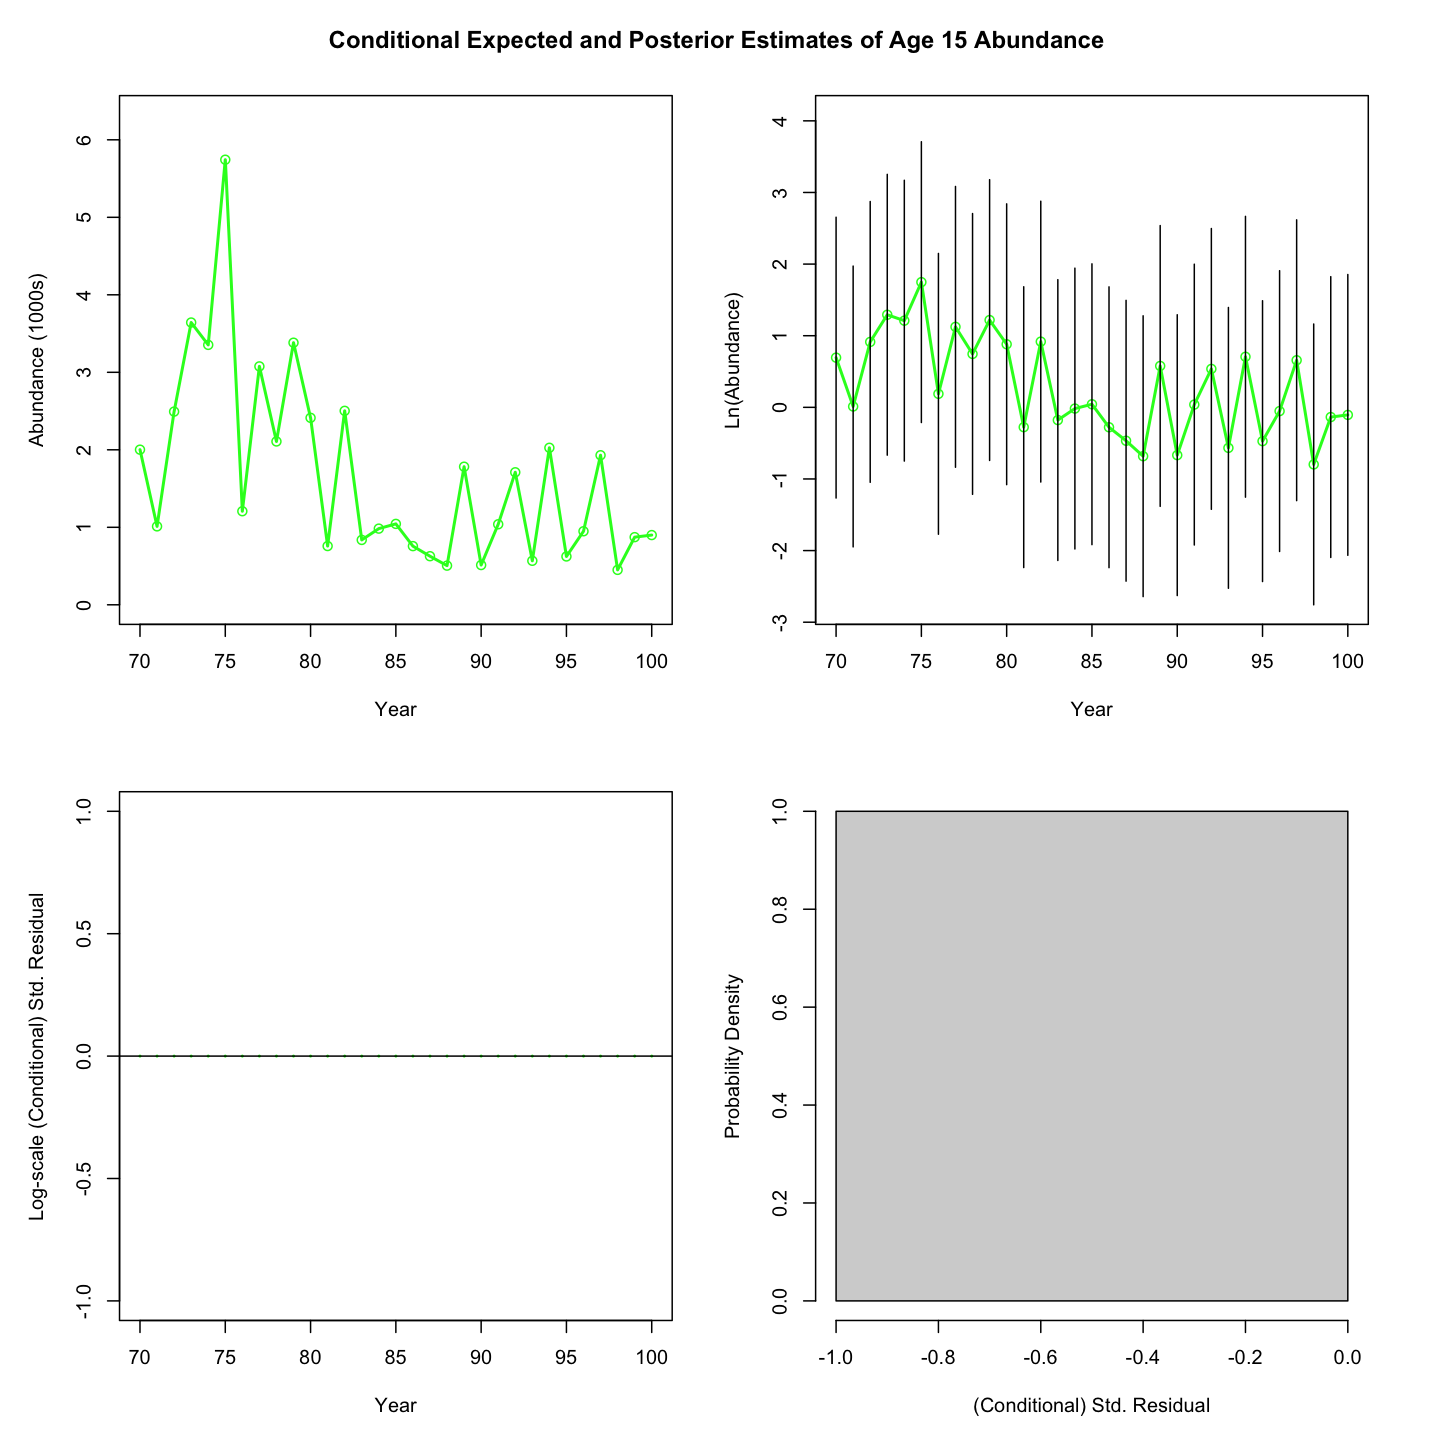 Conditional Expected and Posterior Estimates of Age 15 Abundance
Abundance (1000s)
6
5
4
3
2
1
0
70 75 80 85 90 95 100
Year
Ln(Abundance)
4
3
2
1
0
-1
-2
-3
70 75 80 85 90 95 100
Year
Log-scale (Conditional) Std. Residual
1.0
0.5
0.0
-0.5
-1.0
70 75 80 85 90 95 100
Year
Probability Density
1.0
0.8
0.6
0.4
0.2
0.0
-1.0 -0.8 -0.6 -0.4 -0.2 0.0
(Conditional) Std. Residual